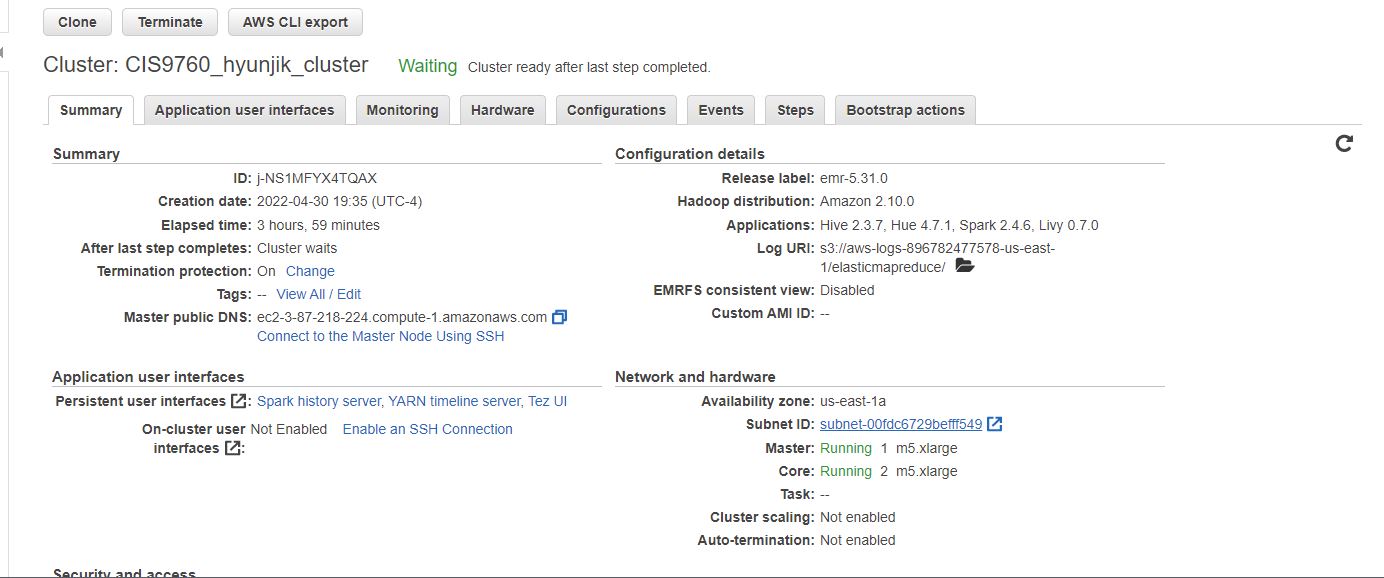 Clone Terminate AWS CLI export
Cluster: CIS9760_hyunjik_cluster Waiting Cluster ready after last step completed.
Summary Application user interfaces Monitoring Hardware Configurations Events Steps Bootstrap actions
Summary
ID: j-NS1MFYX4TQAX
Creation date: 2022-04-30 19:35 (UTC-4)
Elapsed time: 3 hours, 59 minutes
After last step completes: Cluster waits
Termination protection: On Change
Tags: -- View All / Edit
Master public DNS: ec2-3-87-218-224.compute-1.amazonaws.com
Connect to the Master Node Using SSH
Configuration details
Release label: emr-5.31.0
Hadoop distribution: Amazon 2.10.0
Applications: Hive 2.3.7, Hue 4.7.1, Spark 2.4.6, Livy 0.7.0
Log URI: s3://aws-logs-896782477578-us-east-
1/elasticmapreduce/
EMRFS consistent view: Disabled
Custom AMI ID: --
Application user interfaces
Persistent user interfaces : Spark history server, YARN timeline server, Tez UI
On-cluster user Not Enabled Enable an SSH Connection
interfaces :
Network and hardware
Availability zone: us-east-1a
Subnet ID: subnet-00fdc6729befff549
Master: Running 1 m5.xlarge
Core: Running 2 m5.xlarge
Task: --
Cluster scaling: Not enabled
Auto-termination: Not enabled
Security and access